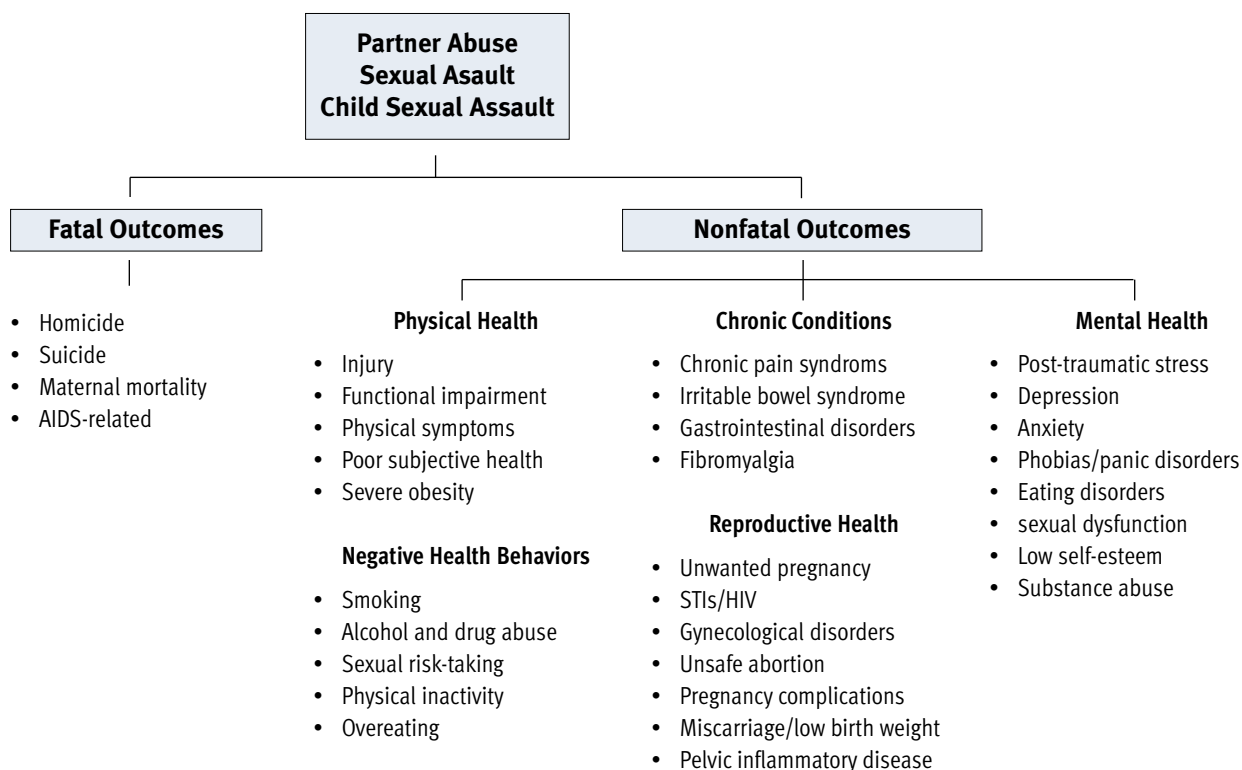 Partner Abuse
Sexual Asault
Child Sexual Assault
Fatal Outcomes
• Homicide
• Suicide
• Maternal mortality
• AIDS-related
Nonfatal Outcomes
Physical Health
• Injury
• Functional impairment
• Physical symptoms
• Poor subjective health
• Severe obesity
Negative Health Behaviors
• Smoking
• Alcohol and drug abuse
• Sexual risk-taking
• Physical inactivity
• Overeating
Chronic Conditions
• Chronic pain syndroms
• Irritable bowel syndrome
• Gastrointestinal disorders
• Fibromyalgia
Reproductive Health
• Unwanted pregnancy
• STIs/HIV
• Gynecological disorders
• Unsafe abortion
• Pregnancy complications
• Miscarriage/low birth weight
• Pelvic inflammatory disease
Mental Health
• Post-traumatic stress
• Depression
• Anxiety
• Phobias/panic disorders
• Eating disorders
• sexual dysfunction
• Low self-esteem
• Substance abuse